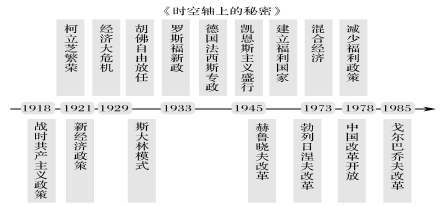 《时空轴上的秘密》
柯立芝繁荣
经济大危机
胡佛自由放任
罗斯福新政
德国法西斯专政
凯恩斯主义盛行
建立福利国家
混合经济
减少福利政策
1918 1921 1929 1933 1945 1973 1978 1985
战时共产主义政策
新经济政策
斯大林模式
赫鲁晓夫改革
勃列日涅夫改革
中国改革开放
戈尔巴乔夫改革